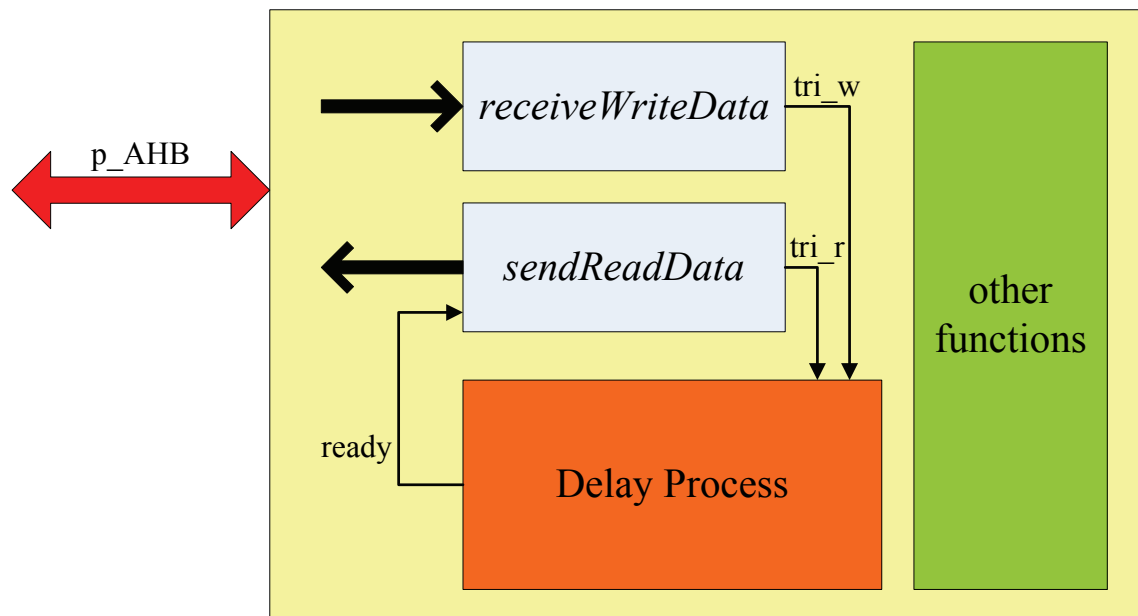 p_AHB
receiveWriteData
tri_w
sendReadData
tri_r
ready
Delay Process
other
functions